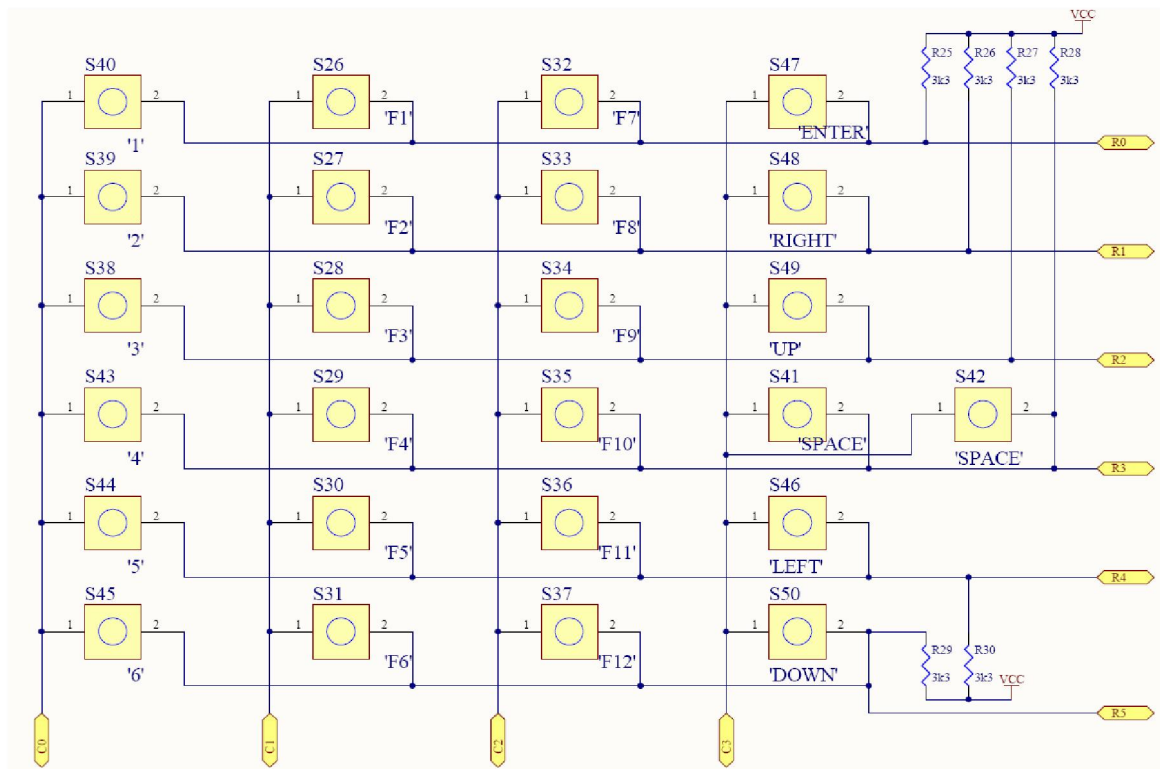 VCC
R25 R26 R27 R28
3k3 3k3 3k3 3k3
S40 S26 S32 S47
1 2 1 2 1 2 1 2
'1' 'F1' 'F7' 'ENTER'
R0
S39 S27 S33 S48
1 2 1 2 1 2 1 2
'2' 'F2' 'F8' 'RIGHT'
R1
S38 S28 S34 S49
1 2 1 2 1 2 1 2
'3' 'F3' 'F9' 'UP'
R2
S43 S29 S35 S41 S42
1 2 1 2 1 2 1 2 1 2
'4' 'F4' 'F10' 'SPACE' 'SPACE'
R3
S44 S30 S36 S46
1 2 1 2 1 2 1 2
'5' 'F5' 'F11' 'LEFT'
R4
S45 S31 S37 S50
1 2 1 2 1 2 1 2
R29 R30
3k3 3k3
'6' 'F6' 'F12' 'DOWN'
VCC
R5
C0 C1 C2 C3